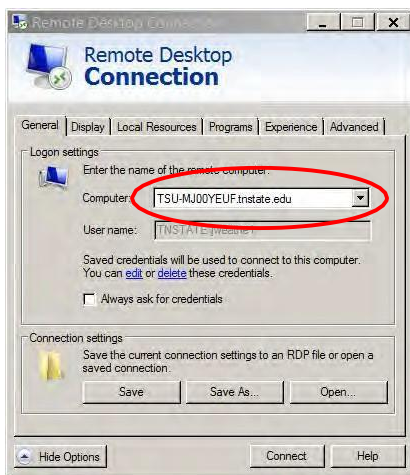 Remote Desktop Connection
Remote Desktop
Connection
General Display Local Resources Programs Experience Advanced
Logon settings
Enter the name of the remote computer.
Computer: TSU-MJ00YEUF.tnstate.edu
User name: TNSTATE
Saved credentials will be used to connect to this computer.
You can edit or delete these credentials.
Always ask for credentials
Connection settings
Save the current connection settings to an RDP file or open a
saved connection.
Save Save As... Open...
Hide Options Connect Help